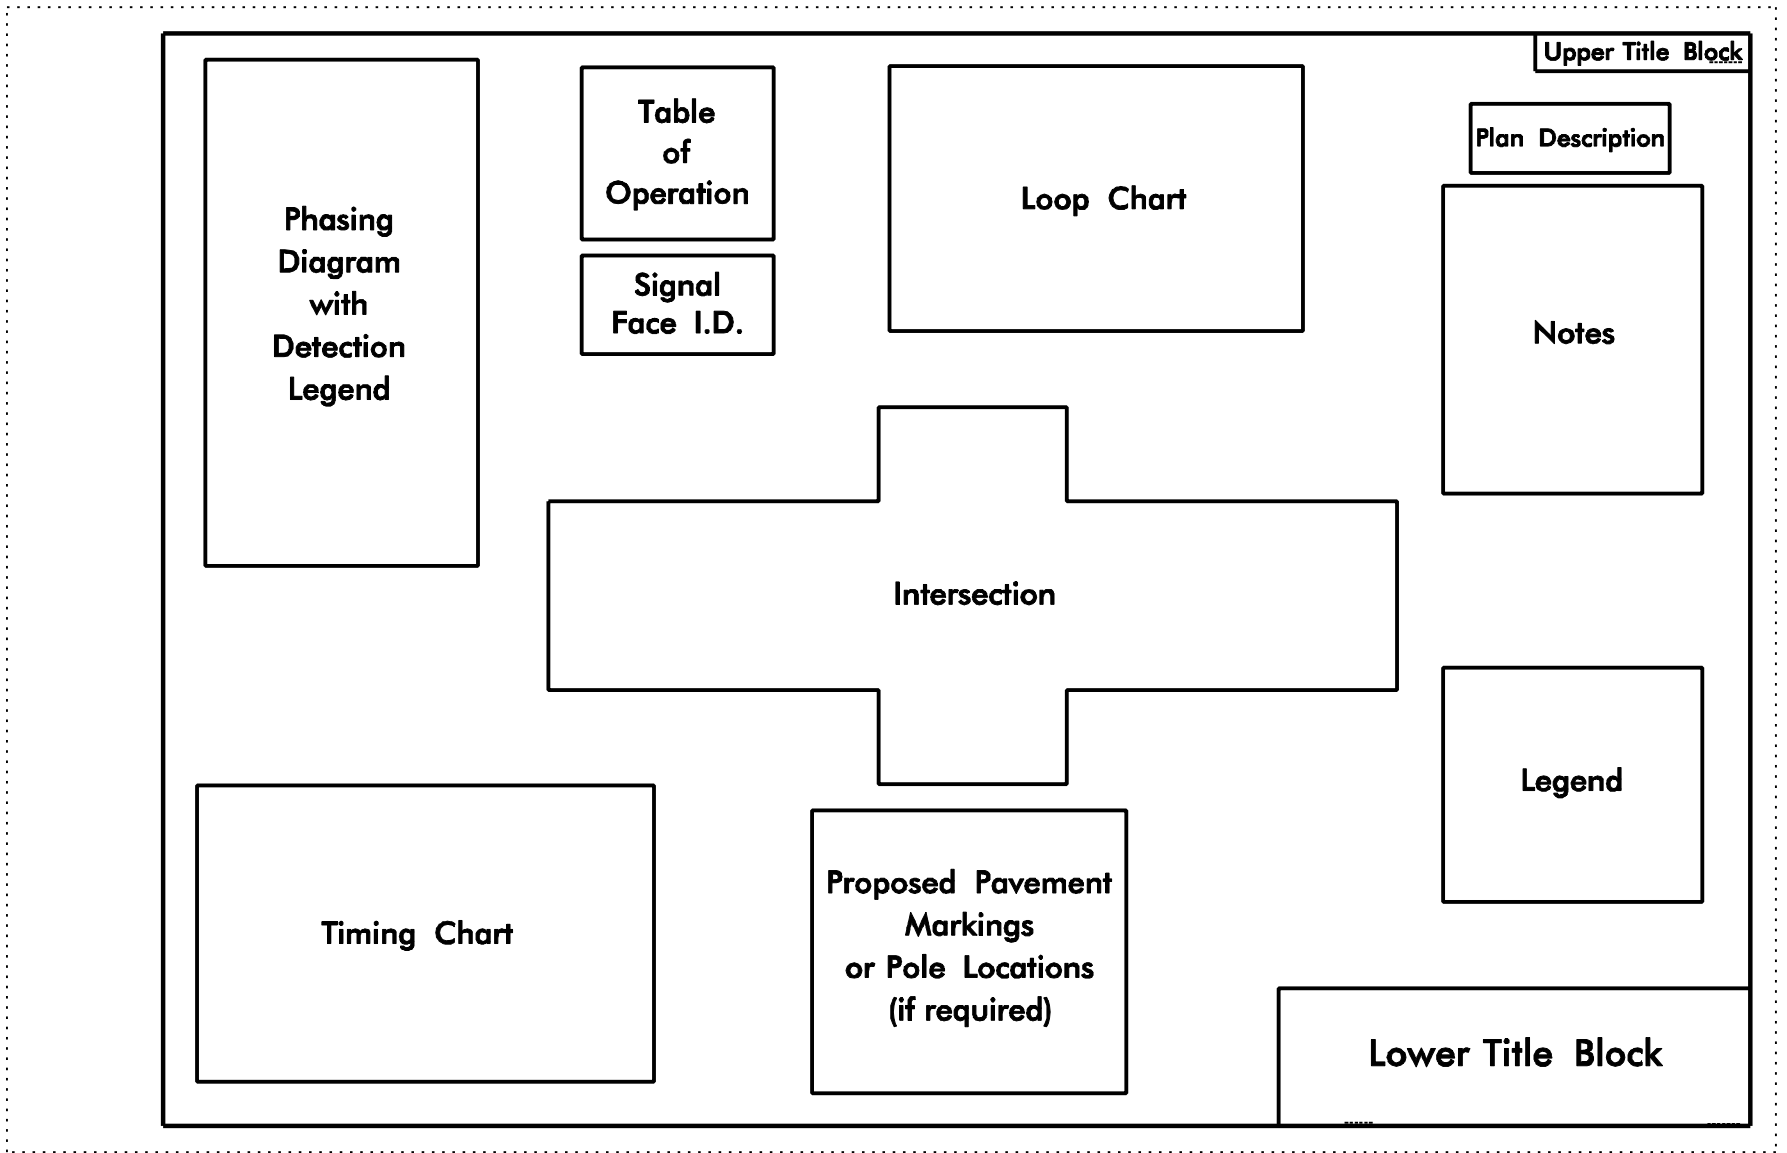 Upper Title Block
Phasing
Diagram
with
Detection
Legend
Table
of
Operation
Signal
Face I.D.
Loop Chart
Plan Description
Notes
Intersection
Legend
Timing Chart
Proposed Pavement
Markings
or Pole Locations
(if required)
Lower Title Block